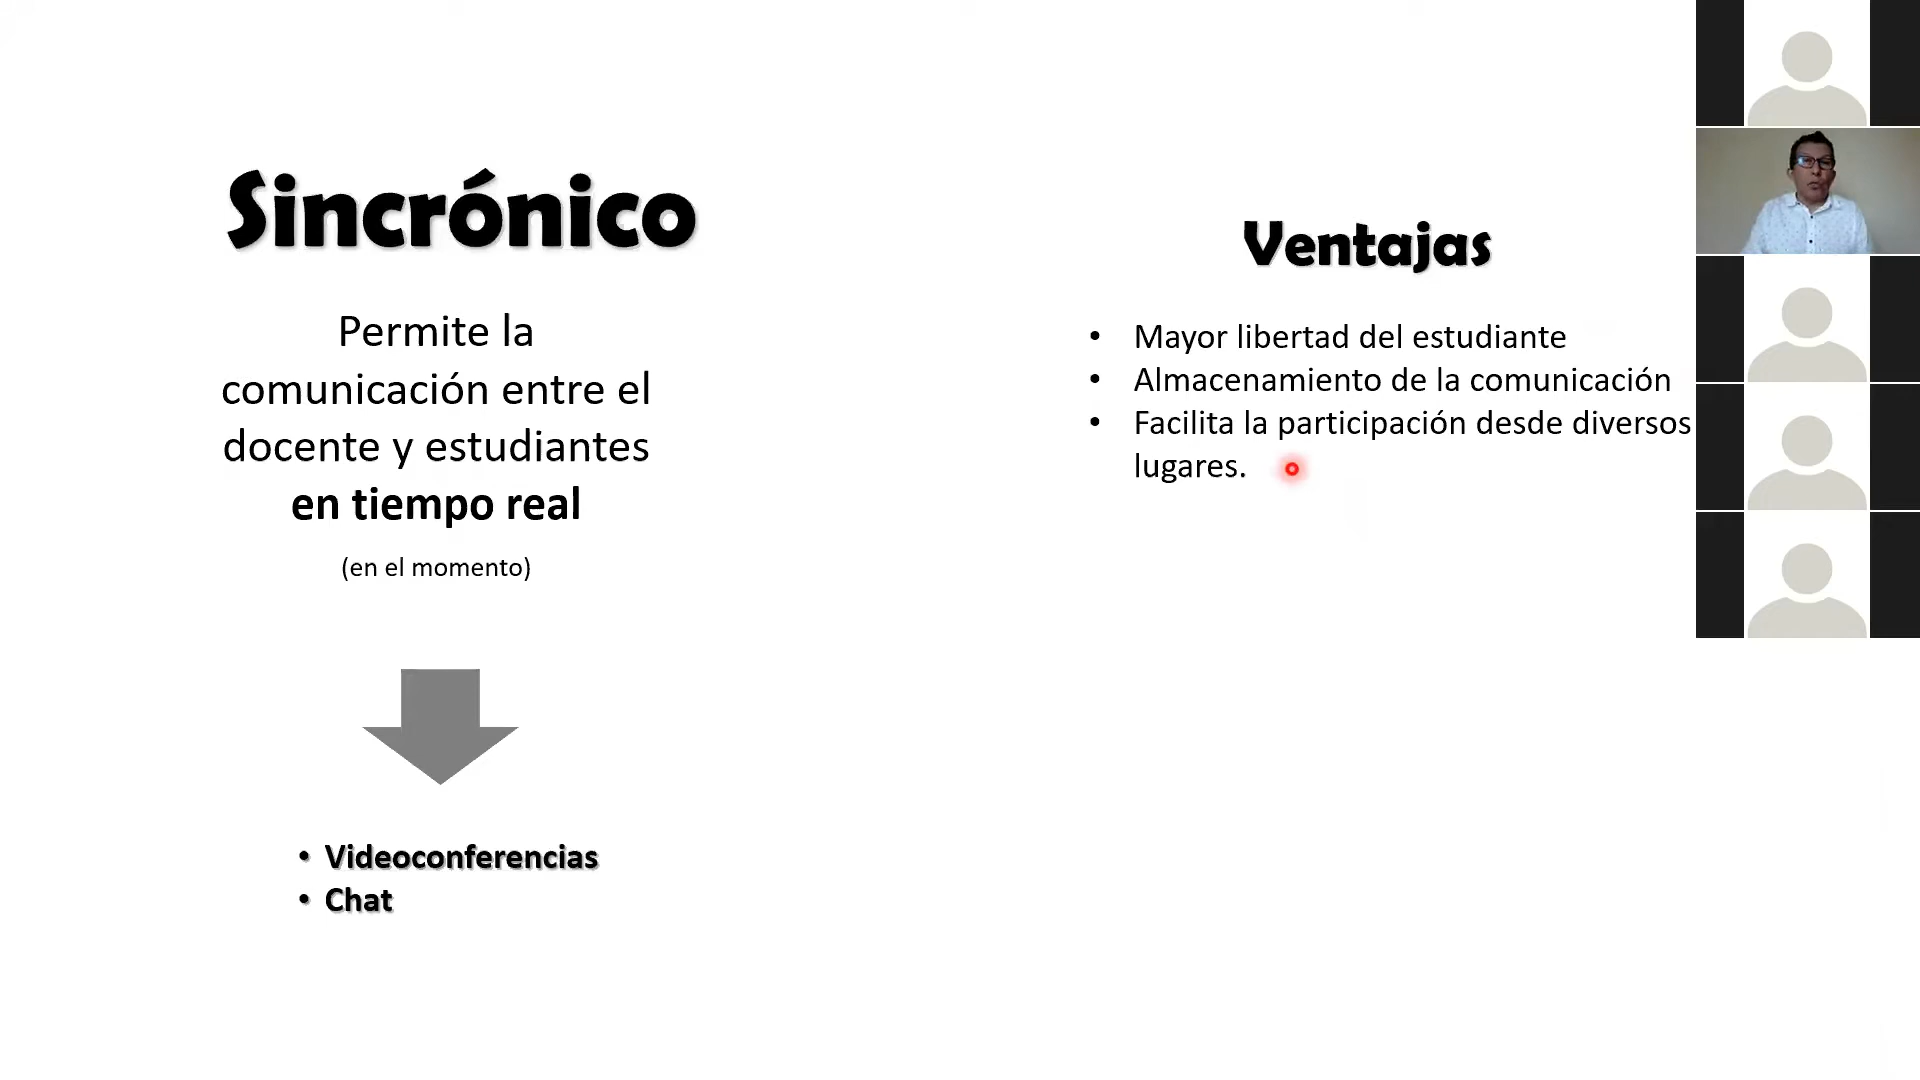 Sincrónico
Permite la
comunicación entre el
docente y estudiantes
en tiempo real
(en el momento)
• Videoconferencias
• Chat
Ventajas
• Mayor libertad del estudiante
• Almacenamiento de la comunicación
• Facilita la participación desde diversos
lugares.